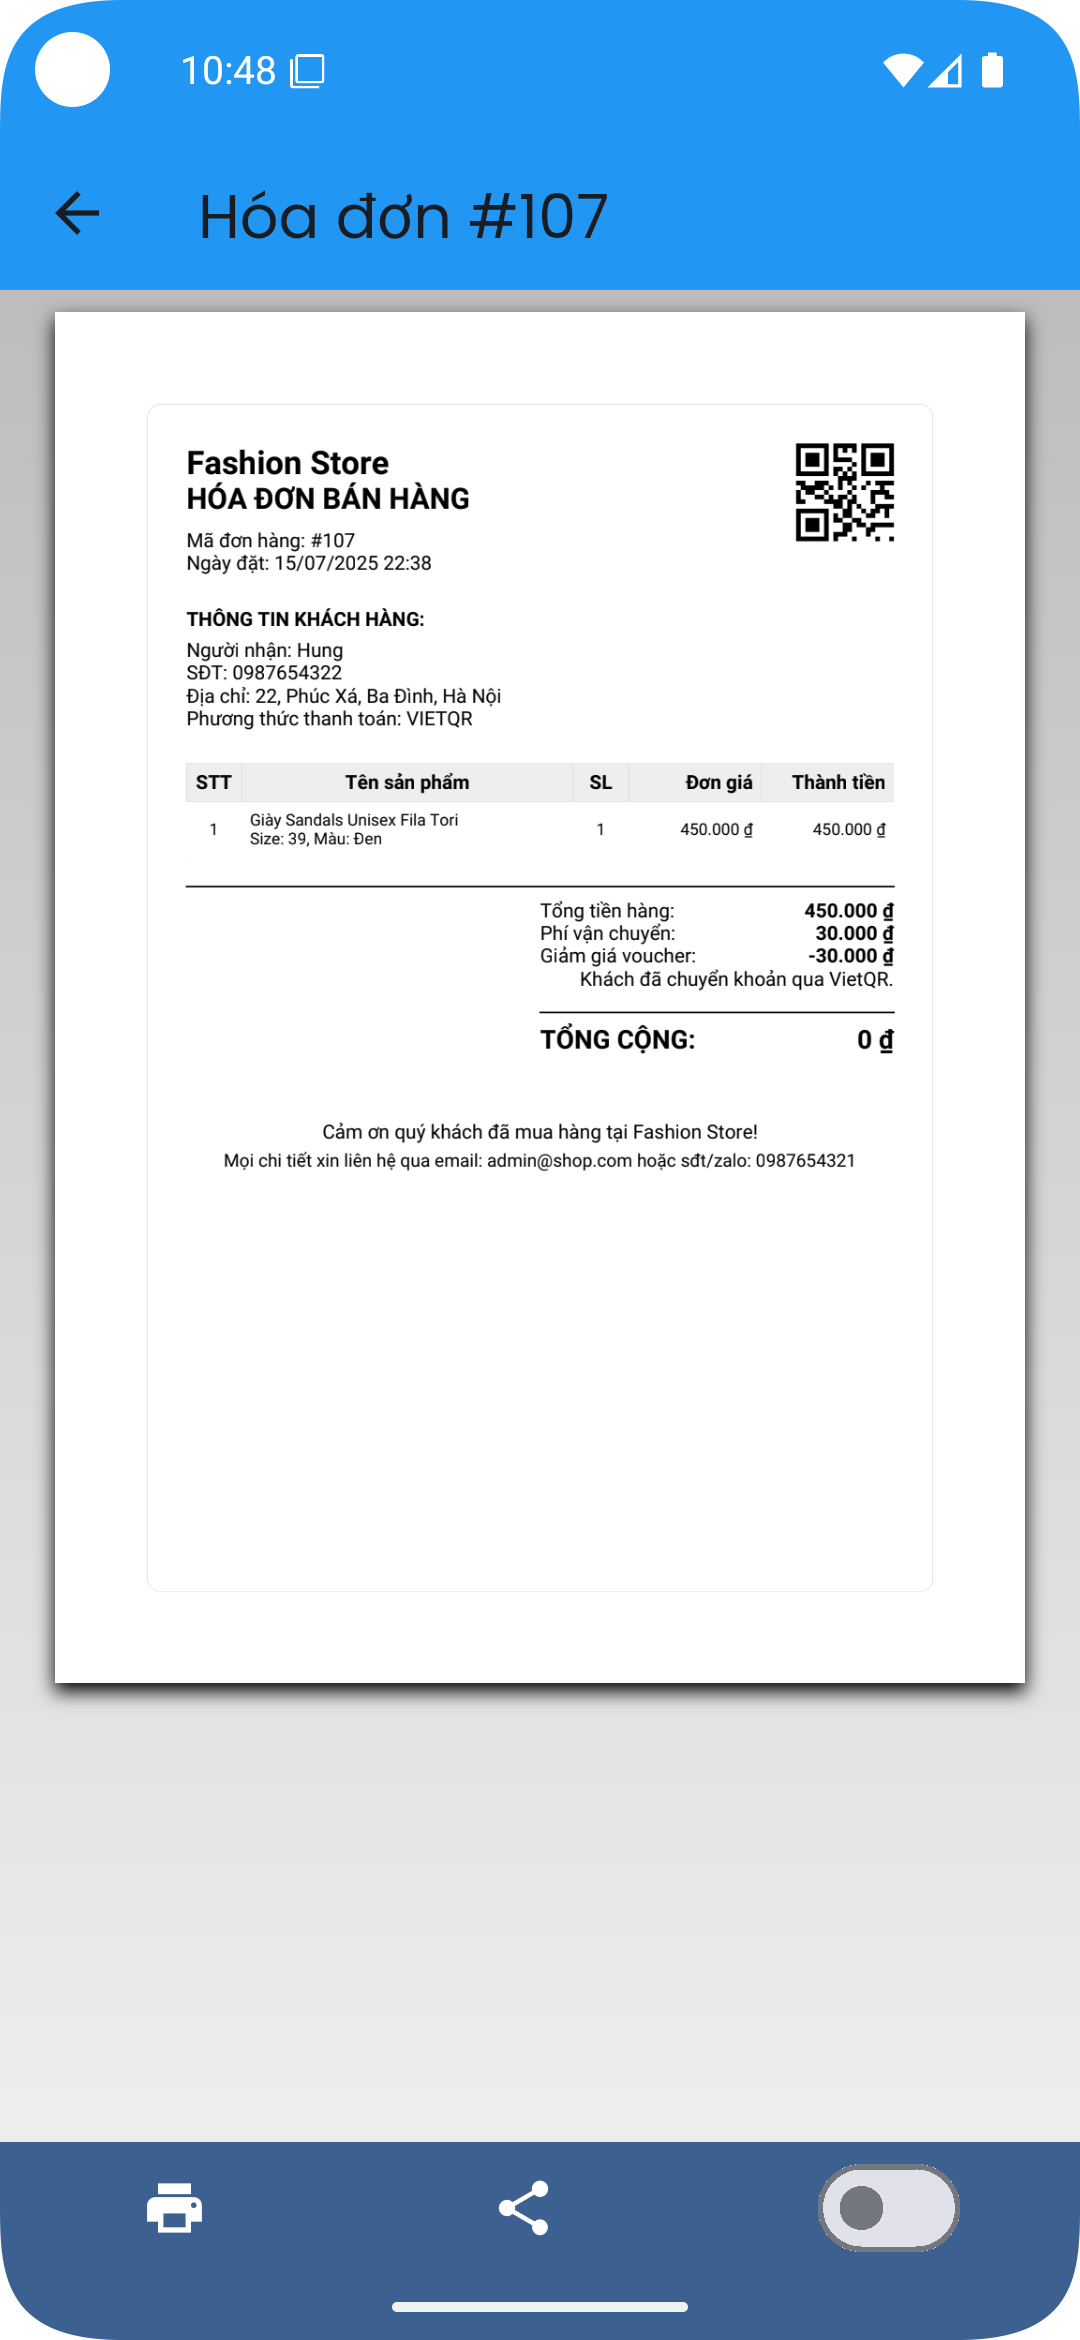 10:48
Hóa đơn #107
Fashion Store
HÓA ĐƠN BÁN HÀNG
Mã đơn hàng: #107
Ngày đặt: 15/07/2025 22:38
THÔNG TIN KHÁCH HÀNG:
Người nhận: Hung
SĐT: 0987654322
Địa chỉ: 22, Phúc Xá, Ba Đình, Hà Nội
Phương thức thanh toán: VIETQR
STT Tên sản phẩm SL Đơn giá Thành tiền
1 Giày Sandals Unisex Fila Tori 1 450.000 ₫ 450.000 ₫
Size: 39, Màu: Đen
Tổng tiền hàng: 450.000 ₫
Phí vận chuyển: 30.000 ₫
Giảm giá voucher: -30.000 ₫
Khách đã chuyển khoản qua VietQR.
TỔNG CỘNG: 0 ₫
Cảm ơn quý khách đã mua hàng tại Fashion Store!
Mọi chi tiết xin liên hệ qua email: admin@shop.com hoặc sđt/zalo: 0987654321